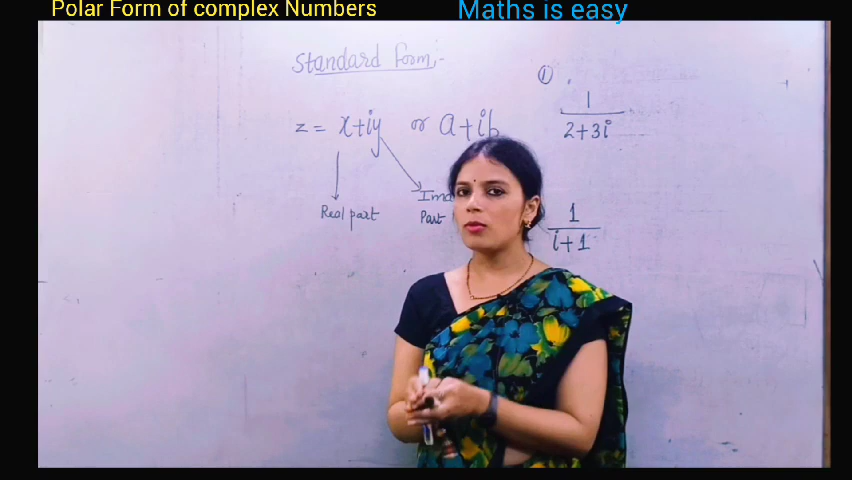 Polar Form of complex Numbers
Maths is easy
Standard form:-
z = x+iy or a+ib
Real part
Part
①
1
2+3i
1
i+1